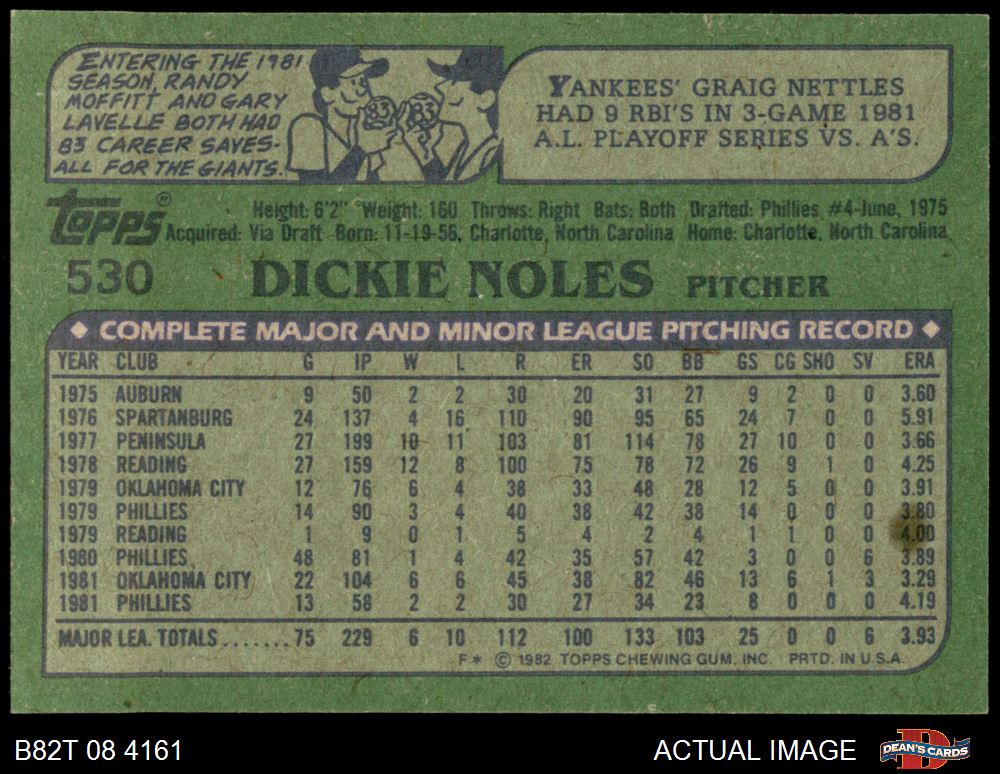 ENTERING THE 1981
SEASON, RANDY
MOFFITT AND GARY
LAVELLE BOTH HAD
83 CAREER SAVES-
ALL FOR THE GIANTS.
83 83
YANKEES' GRAIG NETTLES
HAD 9 RBI'S IN 3-GAME 1981
A.L. PLAYOFF SERIES VS. A'S.
Topps®
Height: 6'2" Weight: 160 Throws: Right Bats: Both Drafted: Phillies #4-June, 1975
Acquired: Via Draft Born: 11-19-56, Charlotte, North Carolina Home: Charlotte, North Carolina
530 DICKIE NOLES PITCHER
◆ COMPLETE MAJOR AND MINOR LEAGUE PITCHING RECORD ◆
YEAR CLUB G IP W L R ER SO BB GS CG SHO SV ERA
1975 AUBURN 9 50 2 2 30 20 31 27 9 2 0 0 3.60
1976 SPARTANBURG 24 137 4 16 110 90 95 65 24 7 0 0 5.91
1977 PENINSULA 27 199 10 11 103 81 114 78 27 10 0 0 3.66
1978 READING 27 159 12 8 100 75 78 72 26 9 1 0 4.25
1979 OKLAHOMA CITY 12 76 6 4 38 33 48 28 12 5 0 0 3.91
1979 PHILLIES 14 90 3 4 40 38 42 38 14 0 0 0 3.80
1979 READING 1 9 0 1 5 4 2 4 1 1 0 0 4.00
1980 PHILLIES 48 81 1 4 42 35 57 42 3 0 0 6 3.89
1981 OKLAHOMA CITY 22 104 6 6 45 38 82 46 13 6 1 3 3.29
1981 PHILLIES 13 58 2 2 30 27 34 23 8 0 0 0 4.19
MAJOR LEA. TOTALS.......75 229 6 10 112 100 133 103 25 0 0 6 3.93
F* © 1982 TOPPS CHEWING GUM, INC. PRTD. IN U.S.A.
B82T 08 4161 ACTUAL IMAGE DEAN'S CARDS